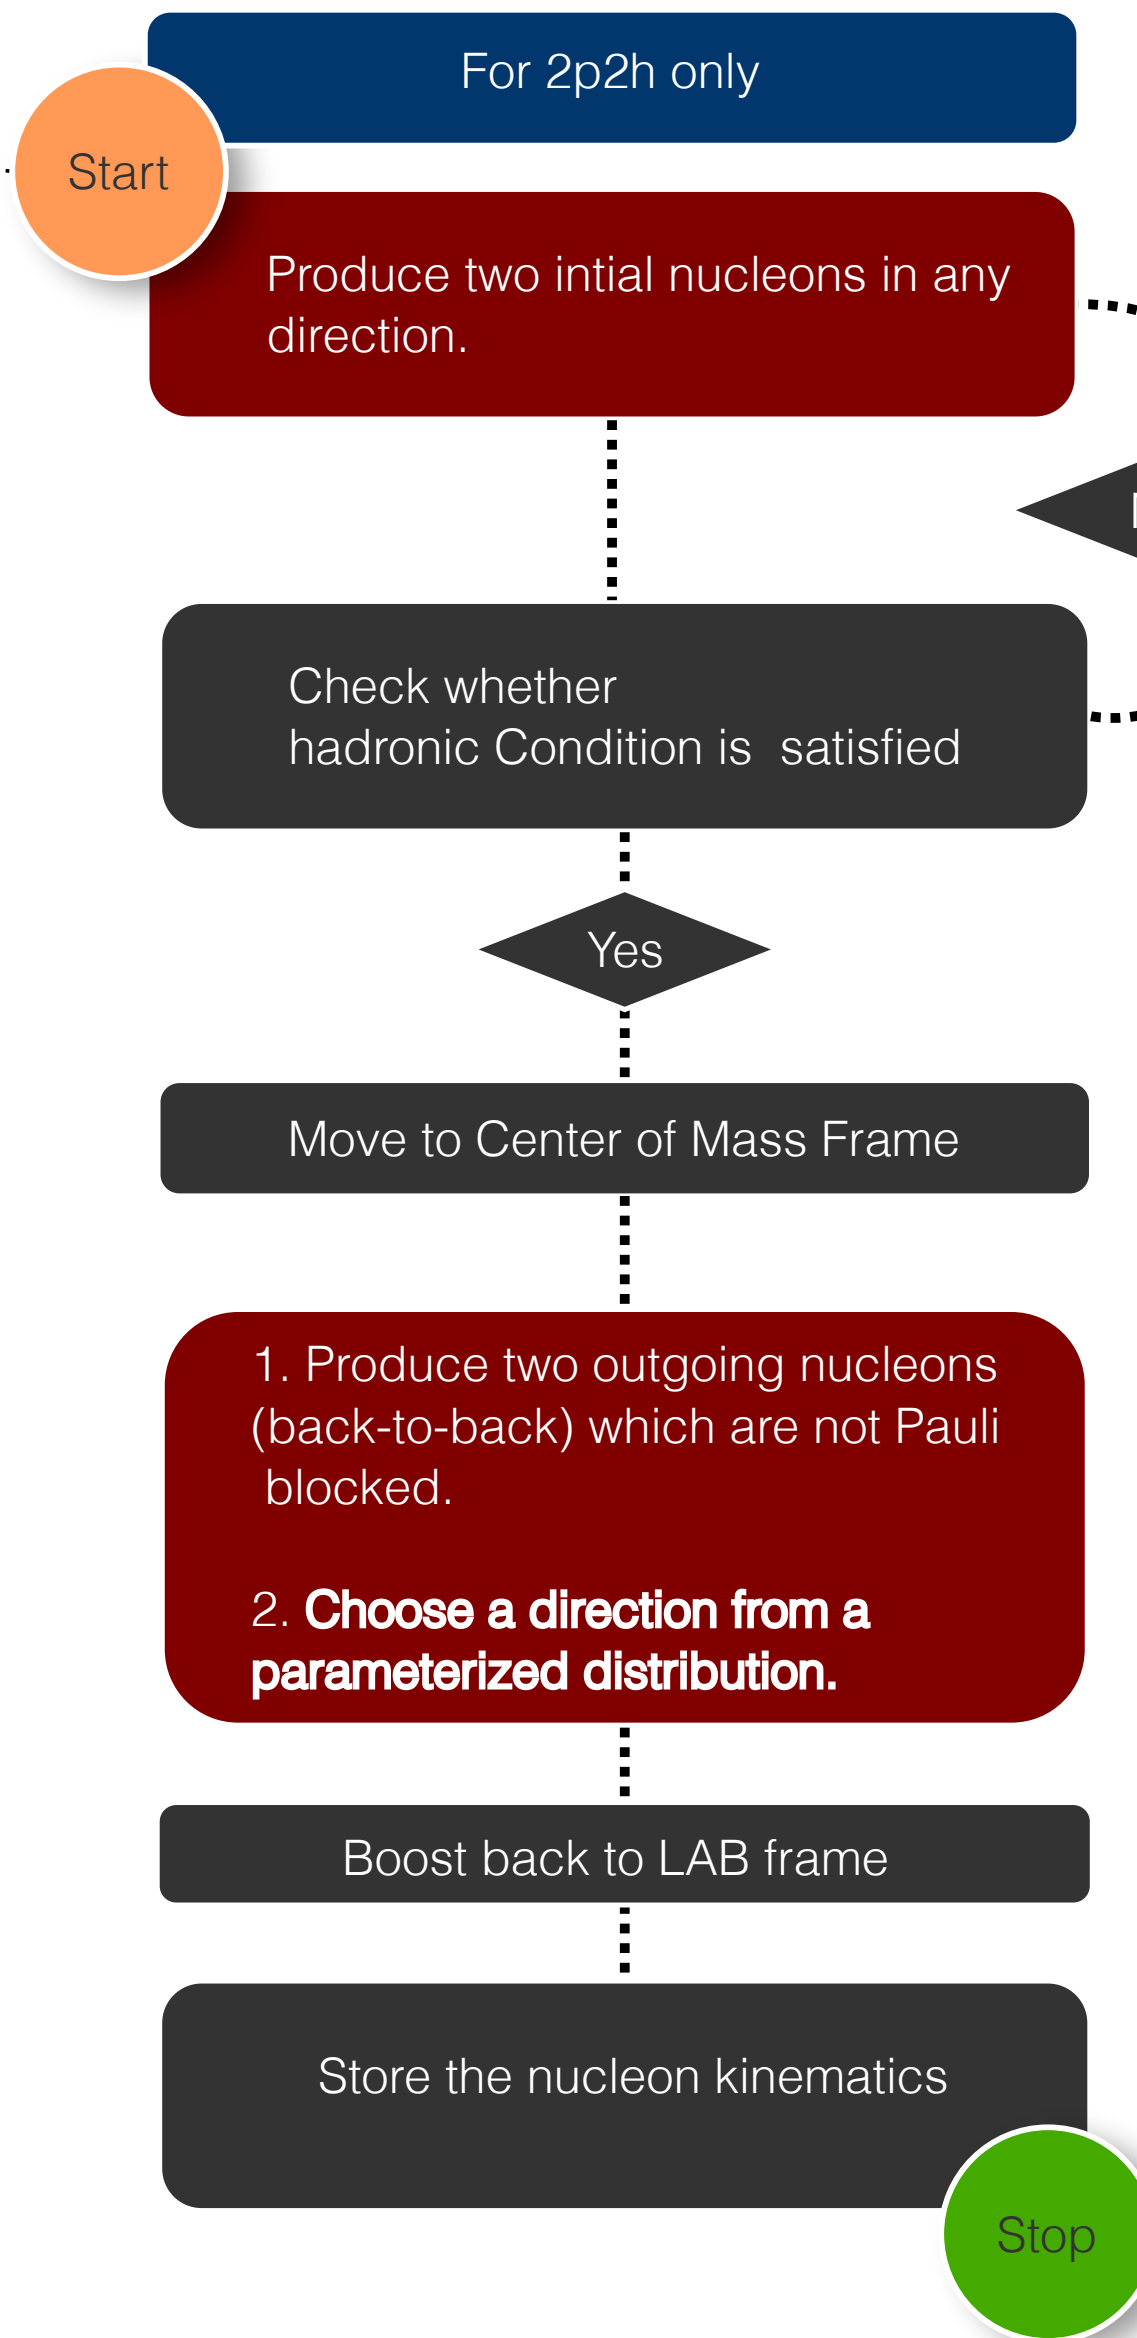 For 2p2h only
Start
Produce two intial nucleons in any
direction.
Check whether
hadronic Condition is satisfied
Yes
Move to Center of Mass Frame
1. Produce two outgoing nucleons
(back-to-back) which are not Pauli
blocked.
2. Choose a direction from a
parameterized distribution.
Boost back to LAB frame
Store the nucleon kinematics
Stop